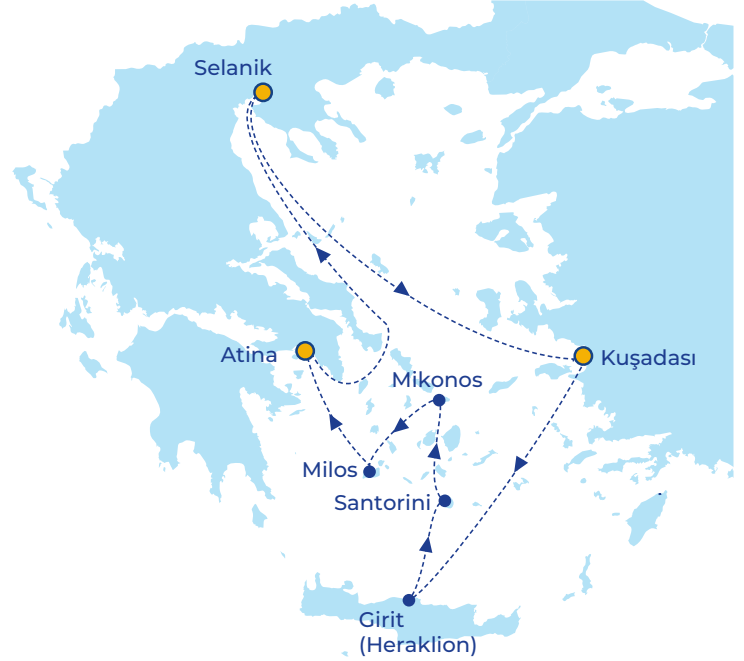 Selanik
Atina
Kuşadası
Mikonos
Milos
Santorini
Girit
(Heraklion)